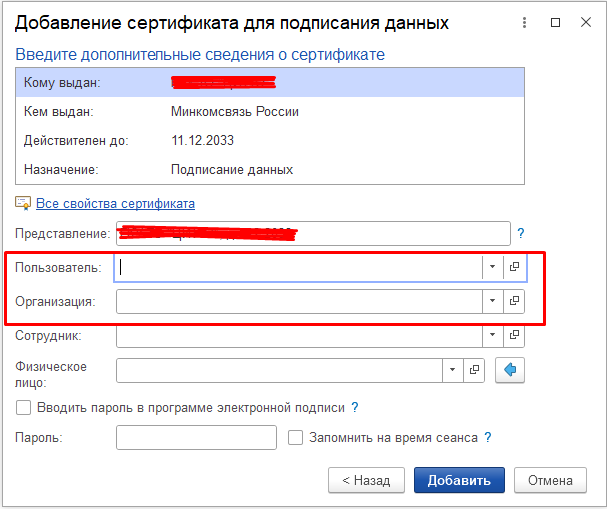 Добавление сертификата для подписания данных
Введите дополнительные сведения о сертификате
Кому выдан:
Кем выдан: Минкомсвязь России
Действителен до: 11.12.2033
Назначение: Подписание данных
Все свойства сертификата
Представление: ?
Пользователь:
Организация:
Сотрудник:
Физическое
лицо:
Вводить пароль в программе электронной подписи ?
Пароль: Запомнить на время сеанса ?
< Назад Добавить Отмена